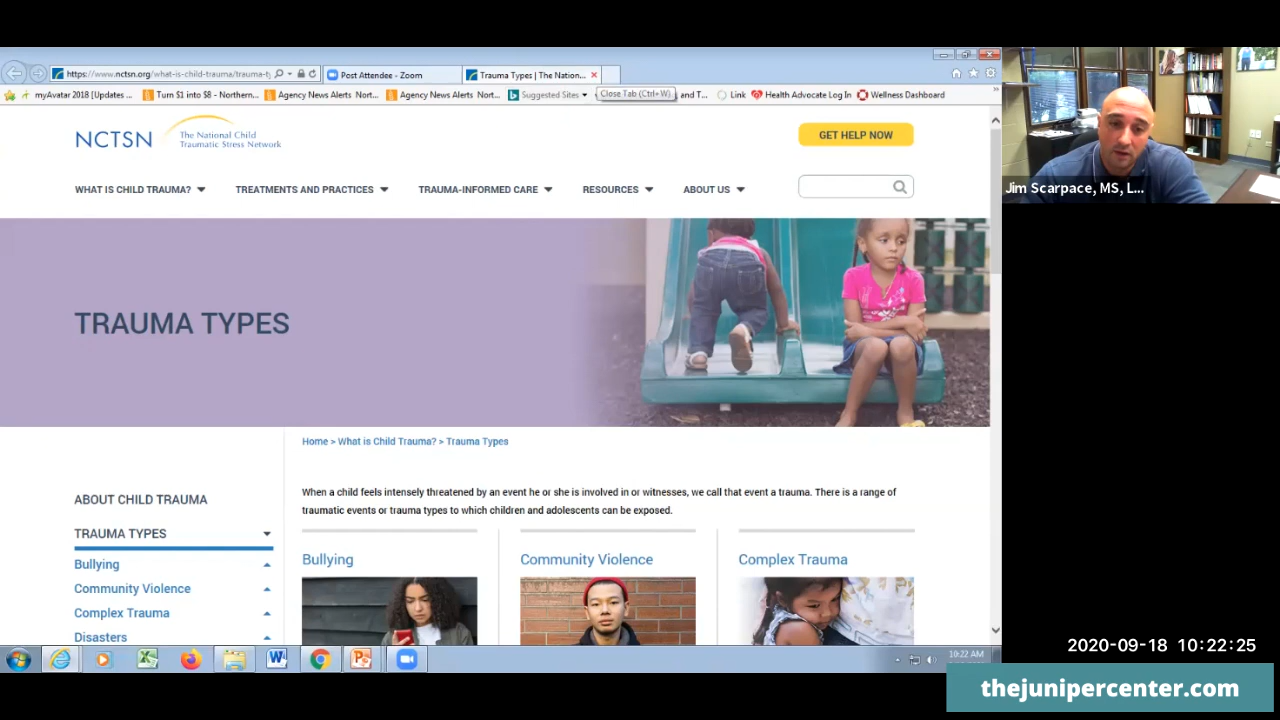 https://www.nctsn.org/what-is-child-trauma/trauma-ty
Post Attendee - Zoom
Trauma Types | The Nation...
myAvatar 2018 [Updates ...
Turn $1 into $8 - Northern...
Agency News Alerts Nort...
Agency News Alerts Nort...
Suggested Sites
Close Tab (Ctrl+W)
and T...
Link
Health Advocate Log In
Wellness Dashboard
NCTSN
The National Child
Traumatic Stress Network
GET HELP NOW
WHAT IS CHILD TRAUMA?
TREATMENTS AND PRACTICES
TRAUMA-INFORMED CARE
RESOURCES
ABOUT US
Jim Scarpace, MS, L...
TRAUMA TYPES
Home > What is Child Trauma? > Trauma Types
When a child feels intensely threatened by an event he or she is involved in or witnesses, we call that event a trauma. There is a range of
traumatic events or trauma types to which children and adolescents can be exposed.
ABOUT CHILD TRAUMA
TRAUMA TYPES
Bullying
Community Violence
Complex Trauma
Disasters
Bullying
Community Violence
Complex Trauma
10:22 AM
2020-09-18 10:22:25
thejunipercenter.com